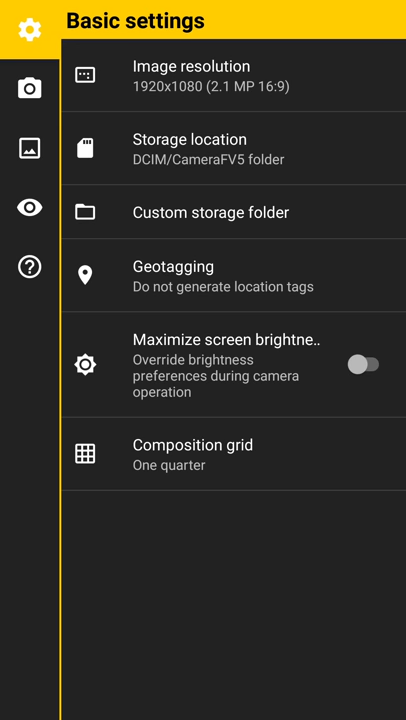 Basic settings
Image resolution
1920x1080 (2.1 MP 16:9)
Storage location
DCIM/CameraFV5 folder
Custom storage folder
Geotagging
Do not generate location tags
Maximize screen brightne..
Override brightness
preferences during camera
operation
Composition grid
One quarter